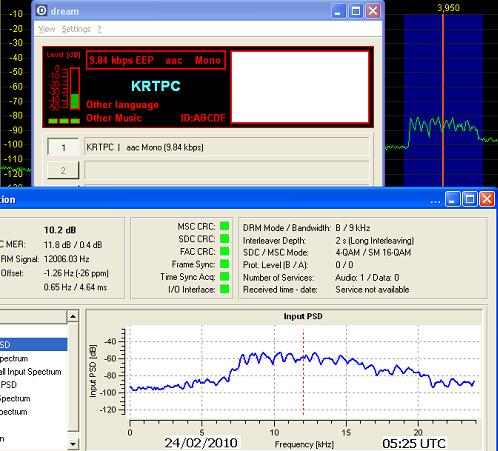 -10
-20
-30
-40
-50
-60
-70
-80
-90
-100
-110
-120
dream
View Settings ?
Level [dB]
0
-10
-20
-30
-40
-50
9.84 kbps EEP aac Mono
KRTPC
Other language
Other Music ID:ABCDE
1 KRTPC | aac Mono (9.84 kbps)
2
3,950
tion
...
10.2 dB
C MER: 11.8 dB / 0.4 dB
RM Signal: 12006.03 Hz
Offset: -1.26 Hz (-26 ppm)
0.65 Hz / 4.64 ms
MSC CRC:
SDC CRC:
FAC CRC:
Frame Sync:
Time Sync Acq:
I/O Interface:
DRM Mode / Bandwidth: B / 9 kHz
Interleaver Depth: 2 s (Long Interleaving)
SDC / MSC Mode: 4-QAM / SM 16-QAM
Prot. Level (B / A): 0 / 0
Number of Services: Audio: 1 / Data: 0
Received time - date: Service not available
SD
pectrum
all Input Spectrum
PSD
Spectrum
pectrum
n
Input PSD
Input PSD [dB]
-40
-60
-80
-100
-120
0 5 10 15 20
24/02/2010 Frequency [kHz] 05:25 UTC